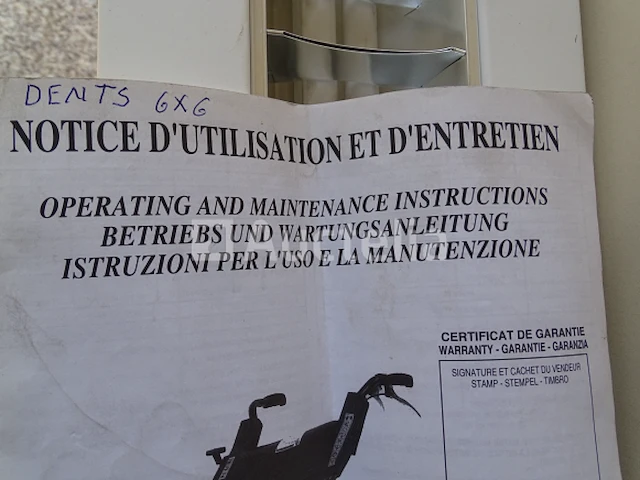 DENTS 6x6
NOTICE D'UTILISATION ET D'ENTRETIEN
OPERATING AND MAINTENANCE INSTRUCTIONS
BETRIEBS UND WARTUNGSANLEITUNG
ISTRUZIONI PER L'USO E LA MANUTENZIONE
CERTIFICAT DE GARANTIE
WARRANTY - GARANTIE - GARANZIA
SIGNATURE ET CACHET DU VENDEUR
STAMP - STEMPEL - TIMBRO